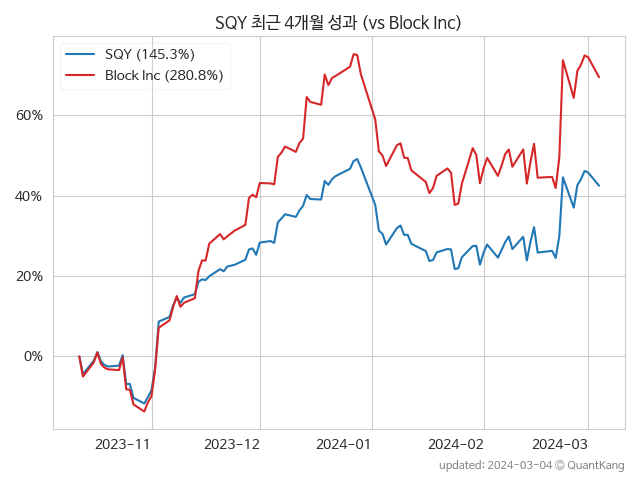 SQY 최근 4개월 성과 (vs Block Inc)
SQY (145.3%)
Block Inc (280.8%)
60%
40%
20%
0%
2023-11 2023-12 2024-01 2024-02 2024-03
updated: 2024-03-04 © QuantKang